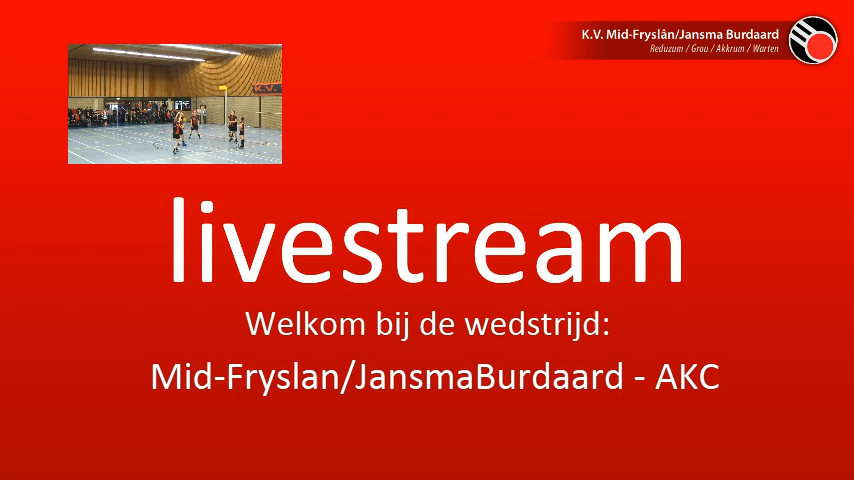 K.V. Mid-Fryslân/Jansma Burdaard
Reduzum / Grou / Akkrum / Warten
K.V.
livestream
Welkom bij de wedstrijd:
Mid-Fryslan/JansmaBurdaard - AKC